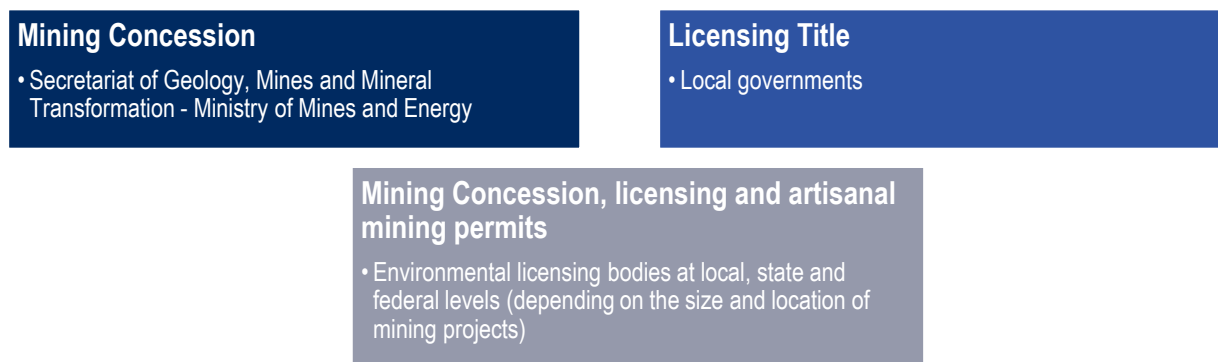 Mining Concession
• Secretariat of Geology, Mines and Mineral
Transformation - Ministry of Mines and Energy
Licensing Title
• Local governments
Mining Concession, licensing and artisanal
mining permits
• Environmental licensing bodies at local, state and
federal levels (depending on the size and location of
mining projects)